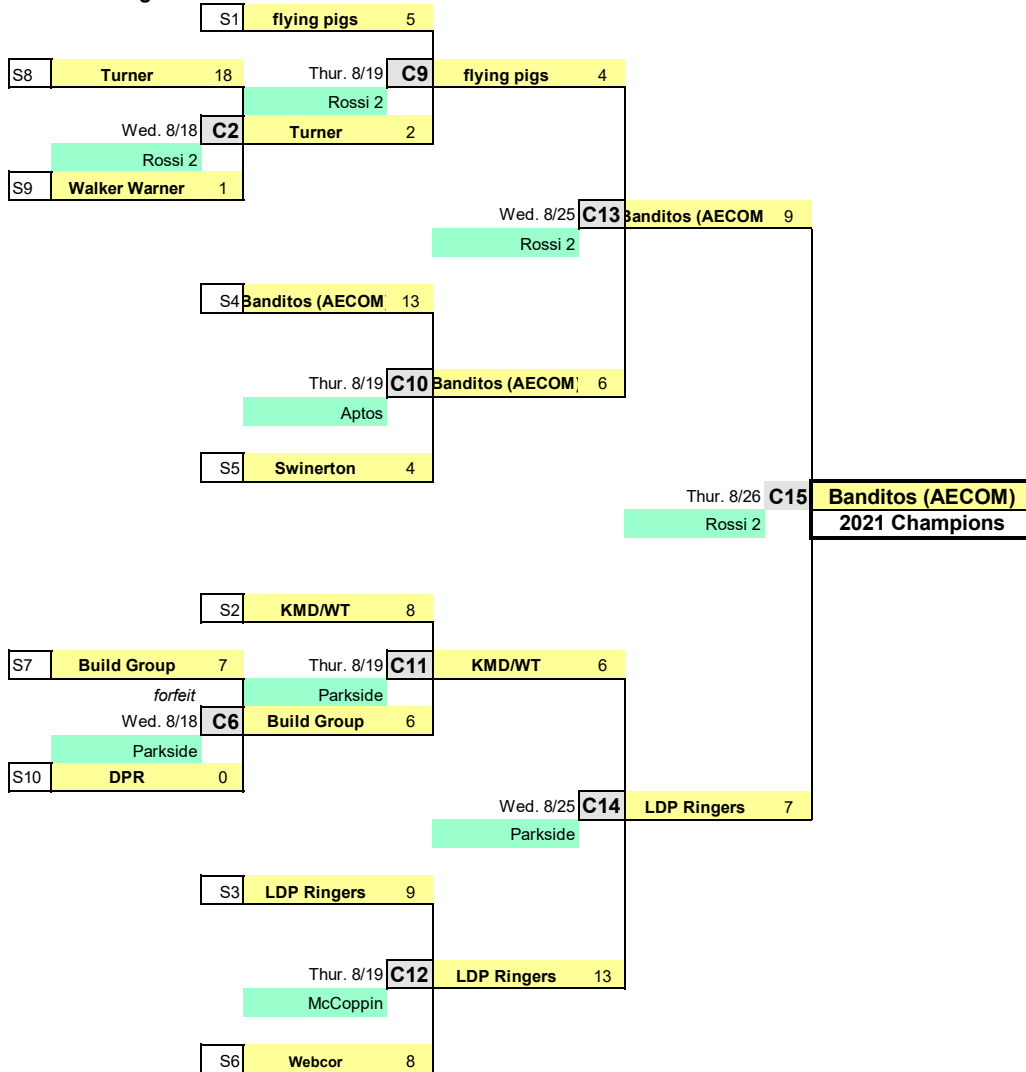 S1 flying pigs 5
S8 Turner 18 Thur. 8/19 C9 flying pigs 4
Rossi 2
Wed. 8/18 C2 Turner 2
Rossi 2
S9 Walker Warner 1
Wed. 8/25 C13 Banditos (AECOM 9
Rossi 2
S4 Banditos (AECOM) 13
Thur. 8/19 C10 Banditos (AECOM) 6
Aptos
S5 Swinerton 4
Thur. 8/26 C15 Banditos (AECOM)
Rossi 2 2021 Champions
S2 KMD/WT 8
S7 Build Group 7 Thur. 8/19 C11 KMD/WT 6
forfeit Parkside
Wed. 8/18 C6 Build Group 6
Parkside
S10 DPR 0
Wed. 8/25 C14 LDP Ringers 7
Parkside
S3 LDP Ringers 9
Thur. 8/19 C12 LDP Ringers 13
McCoppin
S6 Webcor 8